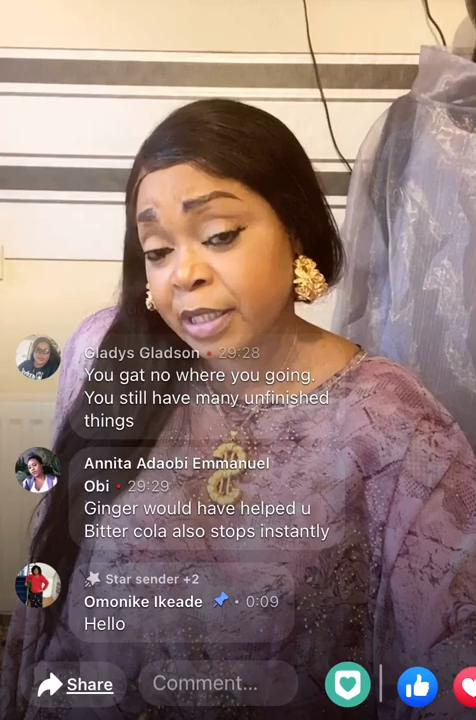 Gladys Gladson • 29:28
You gat no where you going.
You still have many unfinished
things
Annita Adaobi Emmanuel
Obi • 29:29
Ginger would have helped u
Bitter cola also stops instantly
Star sender +2
Omonike Ikeade • 0:09
Hello
Share
Comment...